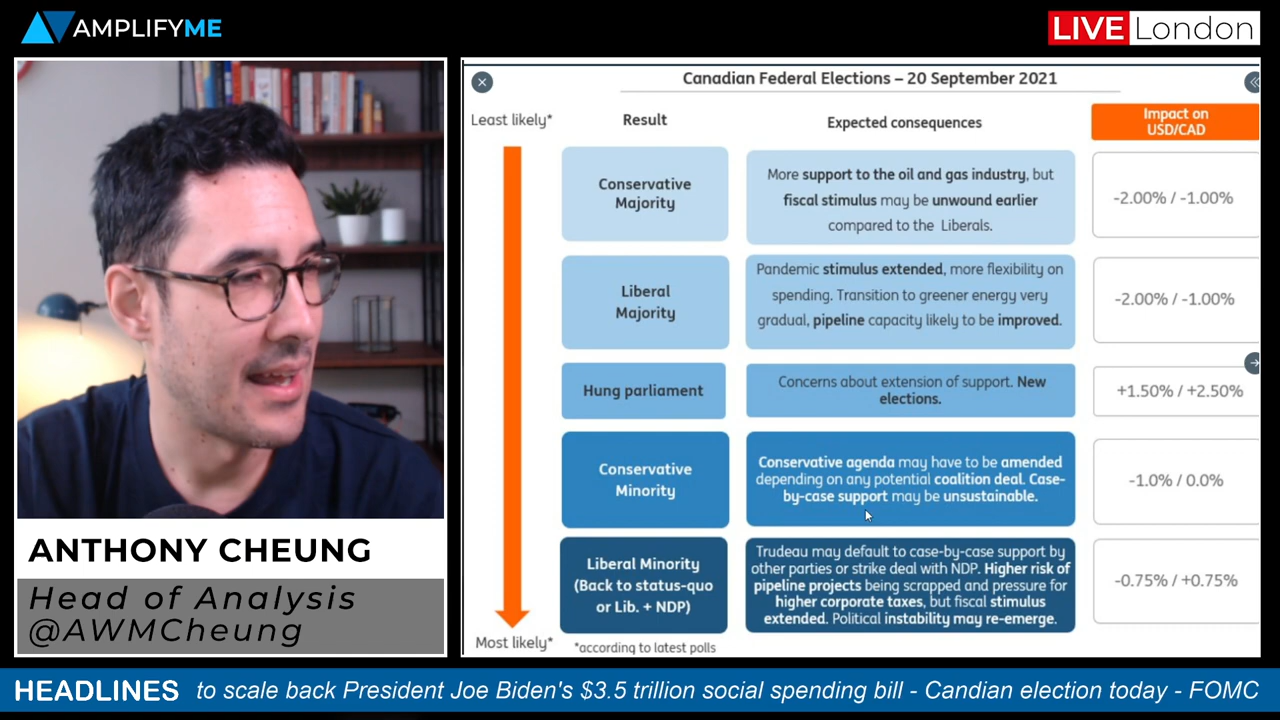 AMPLIFYME
LIVE London
Canadian Federal Elections – 20 September 2021
Least likely*
Result
Expected consequences
Impact on
USD/CAD
Conservative
Majority
More support to the oil and gas industry, but
fiscal stimulus may be unwound earlier
compared to the Liberals.
-2.00% / -1.00%
Liberal
Majority
Pandemic stimulus extended, more flexibility on
spending. Transition to greener energy very
gradual, pipeline capacity likely to be improved.
-2.00% / -1.00%
Hung parliament
Concerns about extension of support. New
elections.
+1.50% / +2.50%
Conservative
Minority
Conservative agenda may have to be amended
depending on any potential coalition deal. Case-
by-case support may be unsustainable.
-1.0% / 0.0%
Liberal Minority
(Back to status-quo
or Lib. + NDP)
Trudeau may default to case-by-case support by
other parties or strike deal with NDP. Higher risk of
pipeline projects being scrapped and pressure for
higher corporate taxes, but fiscal stimulus
extended. Political instability may re-emerge.
-0.75% / +0.75%
Most likely*
*according to latest polls
ANTHONY CHEUNG
Head of Analysis
@AWMCheung
HEADLINES to scale back President Joe Biden's $3.5 trillion social spending bill - Candian election today - FOMC